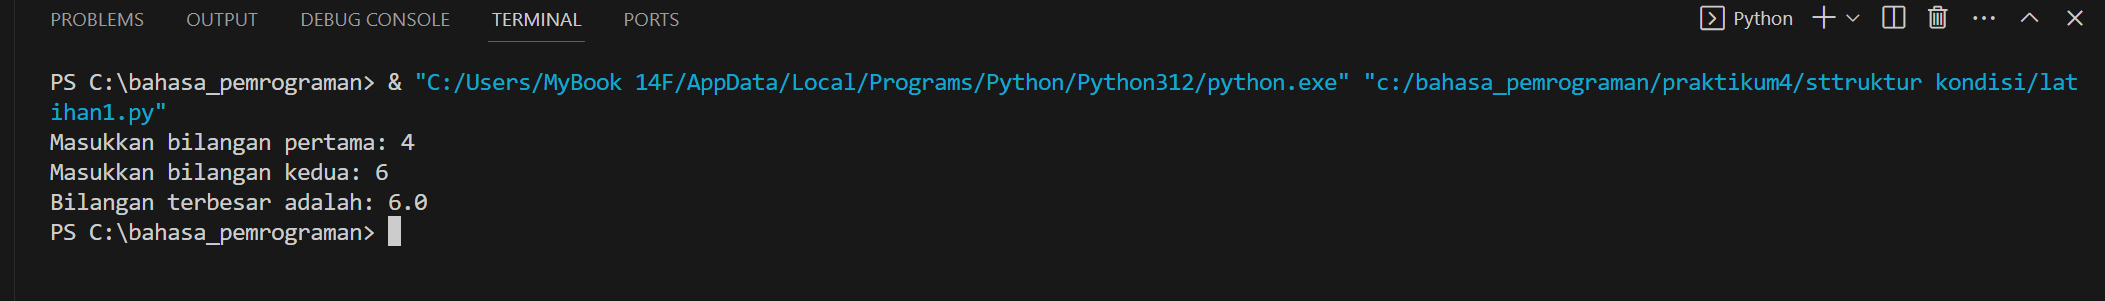 PROBLEMS OUTPUT DEBUG CONSOLE TERMINAL PORTS Python
PS C:\bahasa_pemrograman> & "C:/Users/MyBook 14F/AppData/Local/Programs/Python/Python312/python.exe" "c:/bahasa_pemrograman/praktikum4/sttruktur kondisi/lat
ihan1.py"
Masukkan bilangan pertama: 4
Masukkan bilangan kedua: 6
Bilangan terbesar adalah: 6.0
PS C:\bahasa_pemrograman>